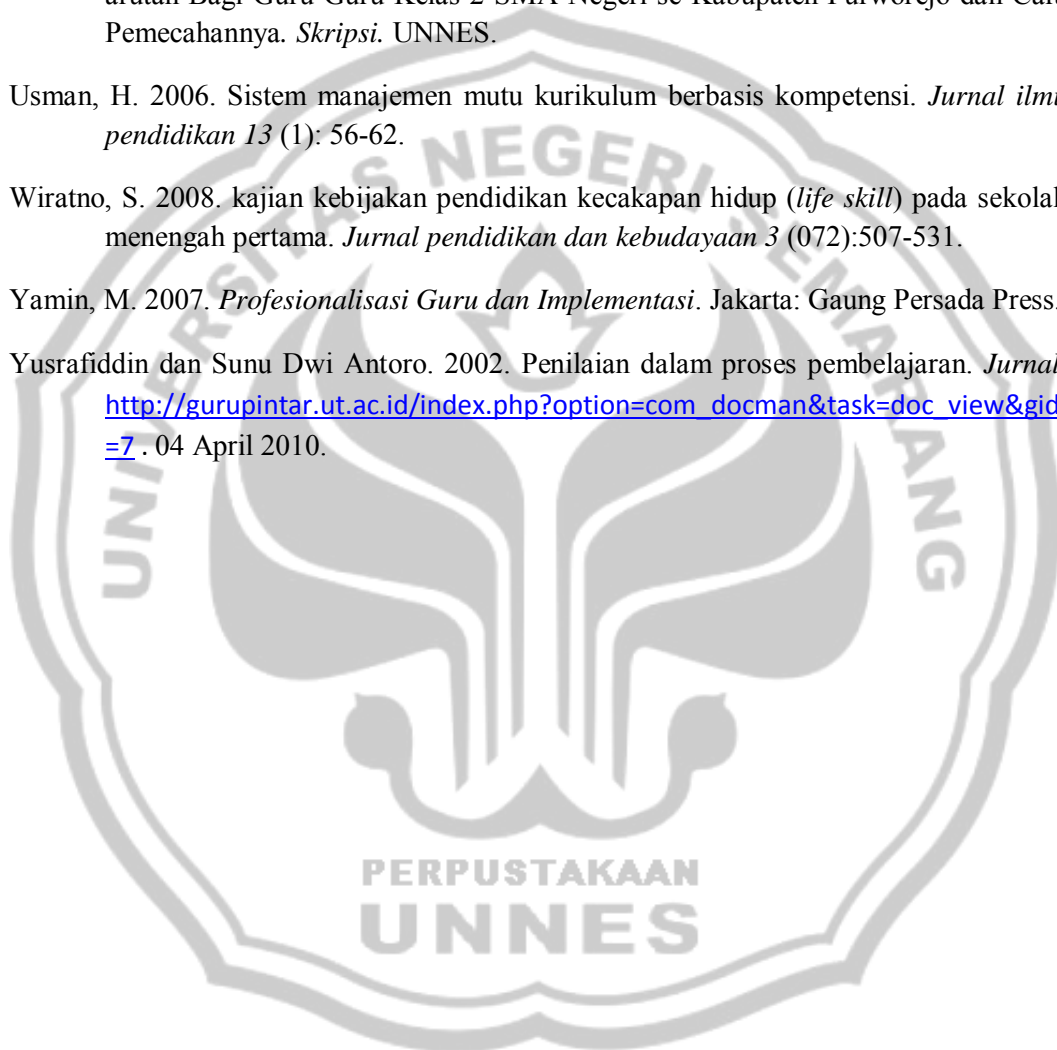 urutan Bagi Guru-Guru Kelas 2 SMA Negeri se-Kabupaten Purworejo dan Cara
Pemecahannya. Skripsi. UNNES.
Usman, H. 2006. Sistem manajemen mutu kurikulum berbasis kompetensi. Jurnal ilmu
pendidikan 13 (1): 56-62.
Wiratno, S. 2008. kajian kebijakan pendidikan kecakapan hidup (life skill) pada sekolah
menengah pertama. Jurnal pendidikan dan kebudayaan 3 (072):507-531.
Yamin, M. 2007. Profesionalisasi Guru dan Implementasi. Jakarta: Gaung Persada Press.
Yusrafiddin dan Sunu Dwi Antoro. 2002. Penilaian dalam proses pembelajaran. Jurnal
http://gurupintar.ut.ac.id/index.php?option=com_docman&task=doc_view&gid
=7 . 04 April 2010.
UNIVERSITAS NEGERI SEMARANG
PERPUSTAKAAN
UNNES